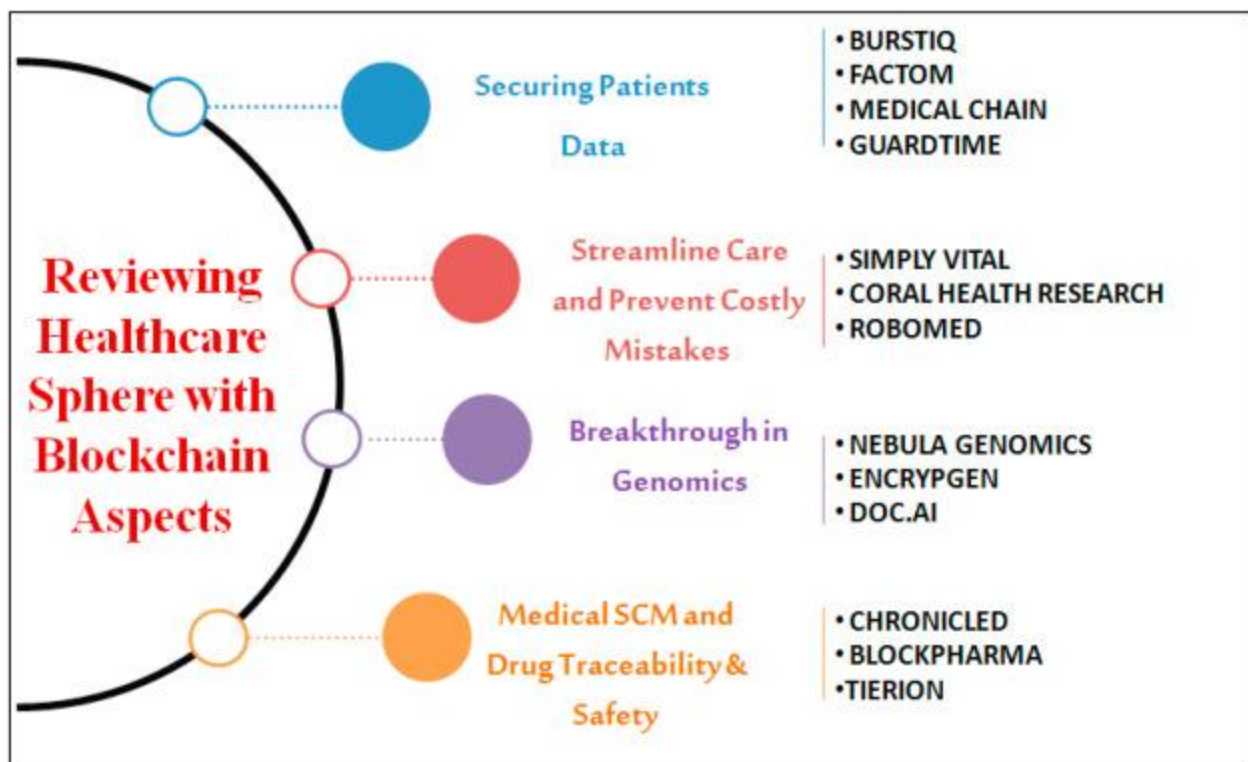 Reviewing
Healthcare
Sphere with
Blockchain
Aspects
Securing Patients
Data
• BURSTIQ
• FACTOM
• MEDICAL CHAIN
• GUARDTIME
Streamline Care
and Prevent Costly
Mistakes
• SIMPLY VITAL
• CORAL HEALTH RESEARCH
• ROBOMED
Breakthrough in
Genomics
• NEBULA GENOMICS
• ENCRYPGEN
• DOC.AI
Medical SCM and
Drug Traceability &
Safety
• CHRONICLED
• BLOCKPHARMA
•TIERION